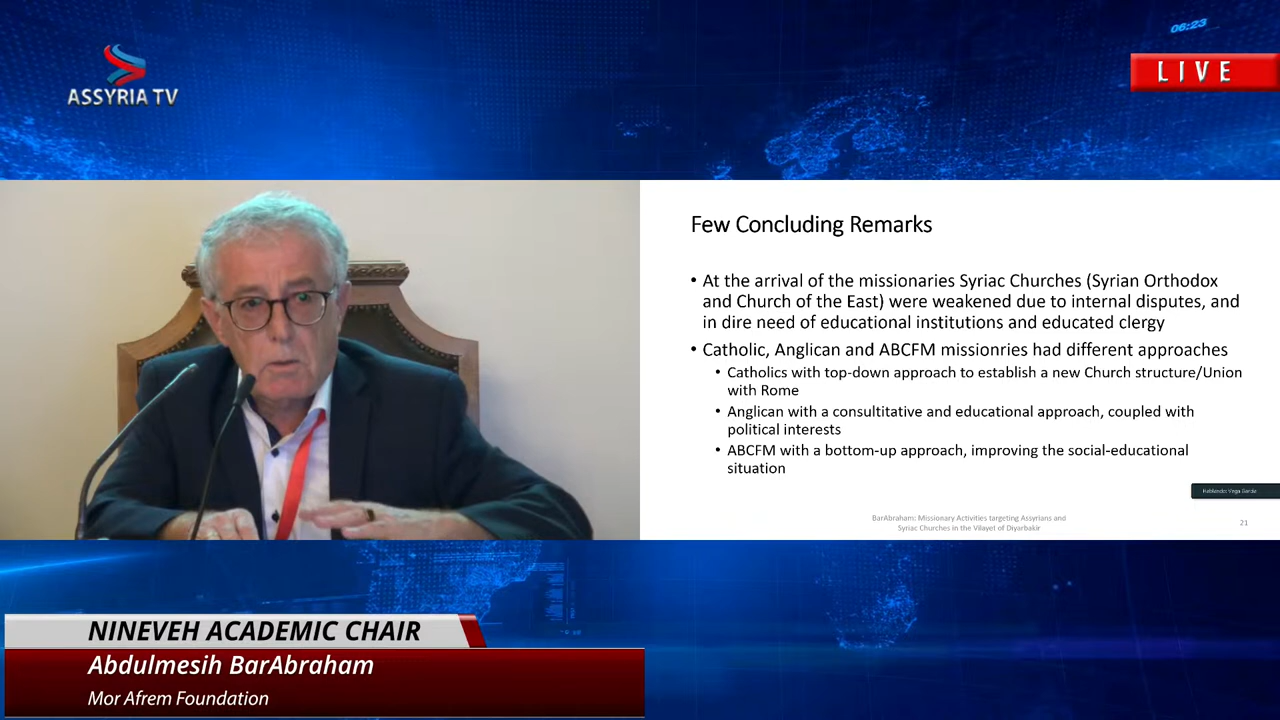 06:23
ASSYRIA TV
LIVE
Few Concluding Remarks
• At the arrival of the missionaries Syriac Churches (Syrian Orthodox
and Church of the East) were weakened due to internal disputes, and
in dire need of educational institutions and educated clergy
• Catholic, Anglican and ABCFM missionries had different approaches
• Catholics with top-down approach to establish a new Church structure/Union
with Rome
• Anglican with a consultitative and educational approach, coupled with
political interests
• ABCFM with a bottom-up approach, improving the social-educational
situation
Hablando: Vega Garcia
BarAbraham: Missionary Activities targeting Assyrians and
Syriac Churches in the Vilayet of Diyarbakir
21
NINEVEH ACADEMIC CHAIR
Abdulmesih BarAbraham
Mor Afrem Foundation